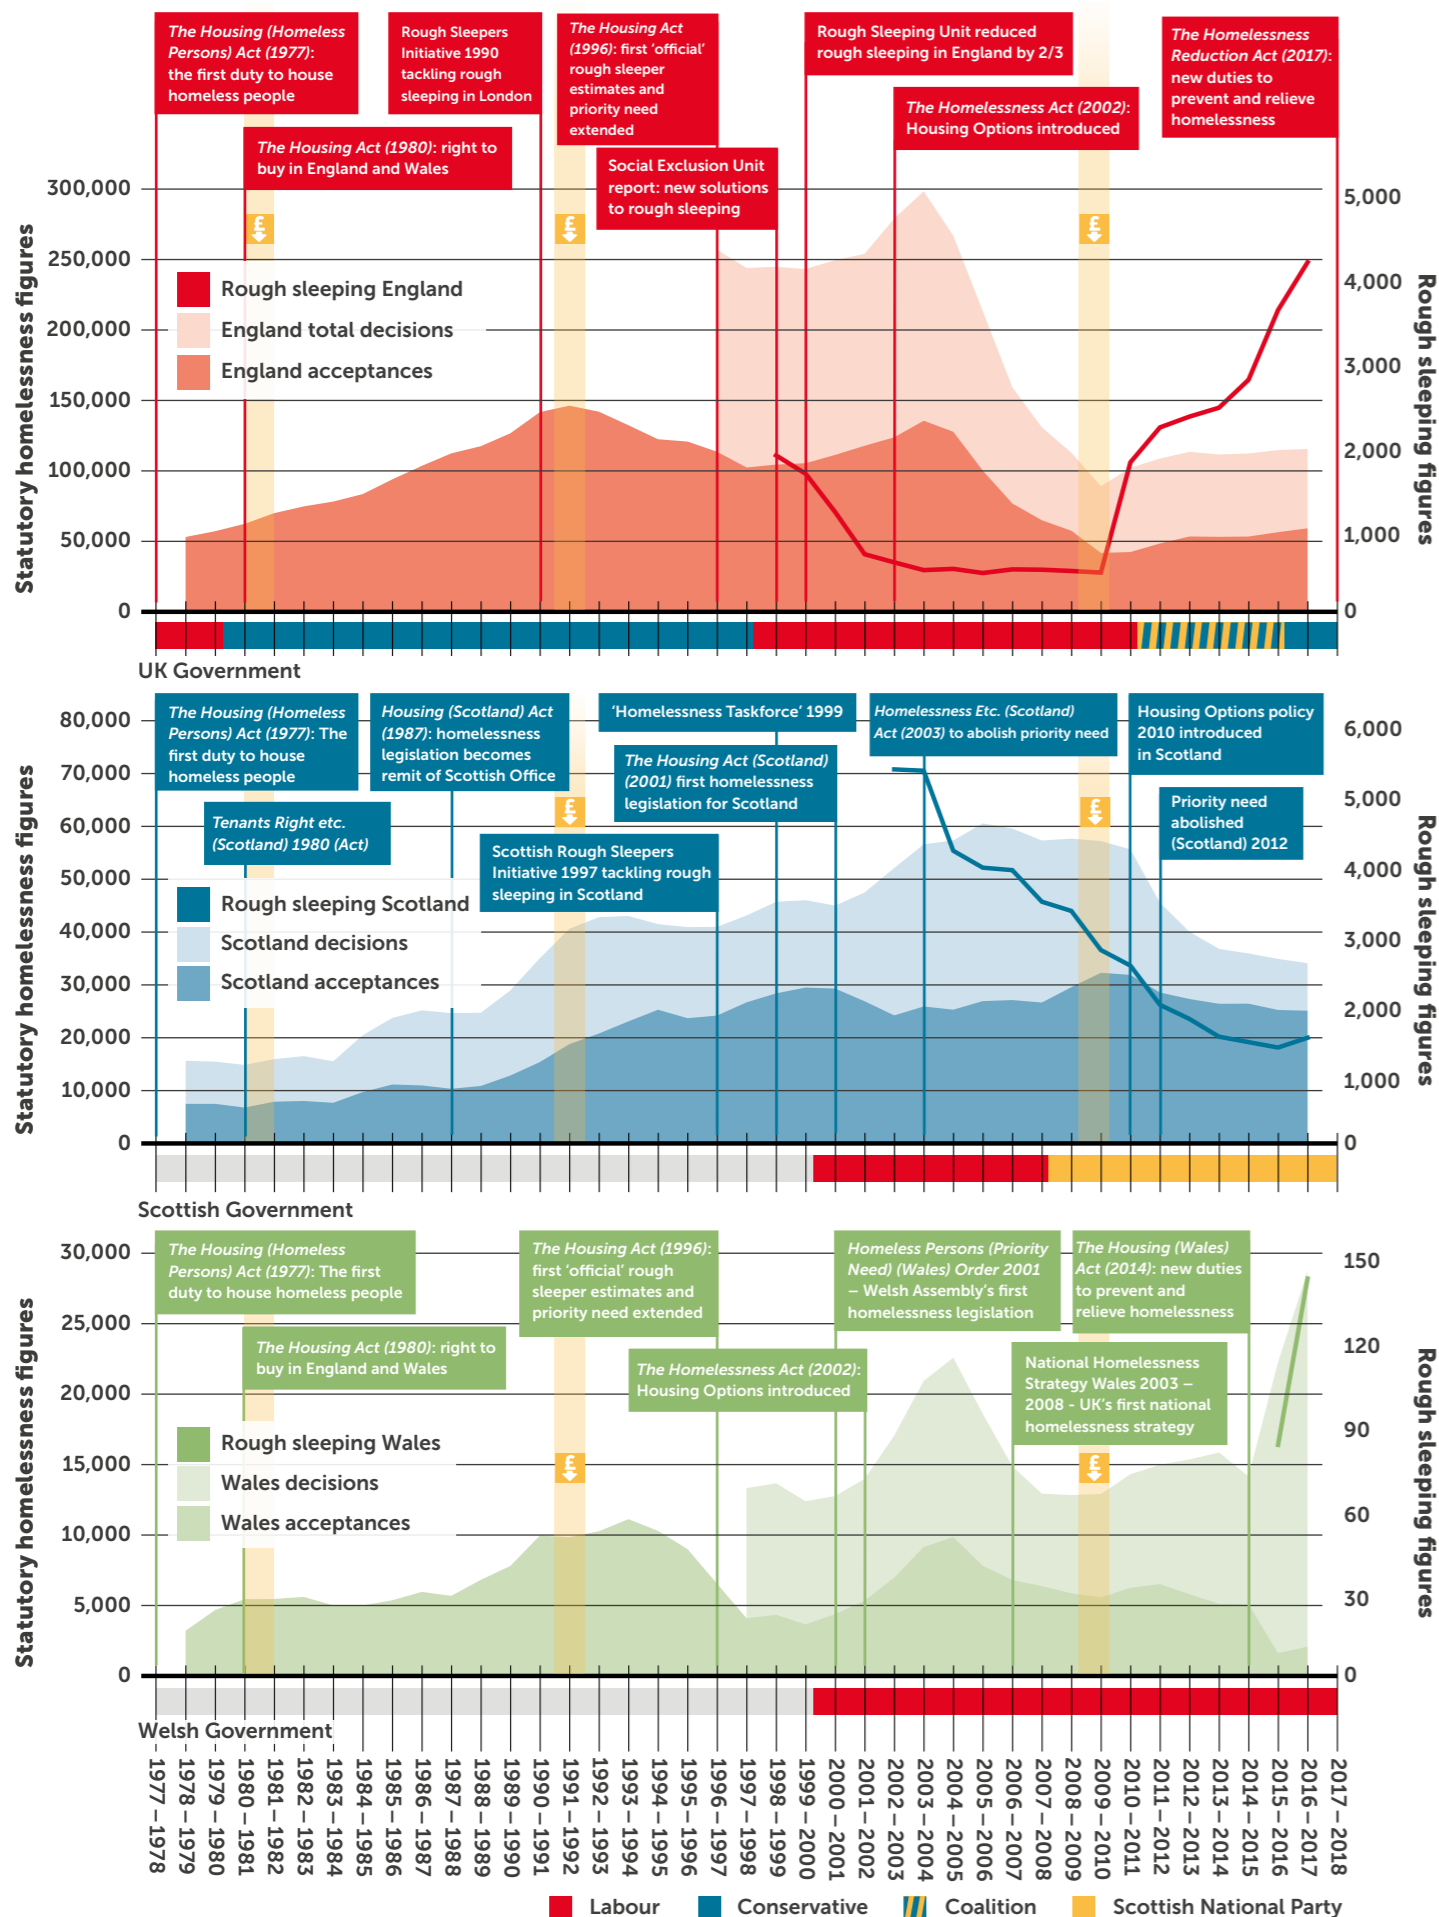 The Housing (Homeless
Persons) Act (1977):
the first duty to house
homeless people
Rough Sleepers
Initiative 1990
tackling rough
sleeping in London
The Housing Act
(1996): first ‘official’
rough sleeper
estimates and
priority need
extended
Rough Sleeping Unit reduced
rough sleeping in England by 2/3
The Homelessness
Reduction Act (2017):
new duties to
prevent and relieve
homelessness
The Homelessness Act (2002):
Housing Options introduced
The Housing Act (1980): right to
buy in England and Wales
Social Exclusion Unit
report: new solutions
to rough sleeping
Statutory homelessness figures
300,000
250,000
200,000
150,000
100,000
50,000
0
£
£
£
Rough sleeping England
England total decisions
England acceptances
5,000
4,000
3,000
2,000
1,000
0
Rough sleeping figures
UK Government
The Housing (Homeless
Persons) Act (1977): The
first duty to house
homeless people
Housing (Scotland) Act
(1987): homelessness
legislation becomes
remit of Scottish Office
‘Homelessness Taskforce’ 1999
Homelessness Etc. (Scotland)
Act (2003) to abolish priority need
Housing Options policy
2010 introduced
in Scotland
The Housing Act (Scotland)
(2001) first homelessness
legislation for Scotland
Priority need
abolished
(Scotland) 2012
Tenants Right etc.
(Scotland) 1980 (Act)
Scottish Rough Sleepers
Initiative 1997 tackling rough
sleeping in Scotland
Statutory homelessness figures
80,000
70,000
60,000
50,000
40,000
30,000
20,000
10,000
0
£
£
Rough sleeping Scotland
Scotland decisions
Scotland acceptances
6,000
5,000
4,000
3,000
2,000
1,000
0
Rough sleeping figures
Scottish Government
The Housing (Homeless
Persons) Act (1977): The first
duty to house homeless people
The Housing Act (1996):
first ‘official’ rough
sleeper estimates and
priority need extended
Homeless Persons (Priority
Need) (Wales) Order 2001
– Welsh Assembly’s first
homelessness legislation
The Housing (Wales)
Act (2014): new duties
to prevent and
relieve homelessness
The Housing Act (1980): right to
buy in England and Wales
The Homelessness Act (2002):
Housing Options introduced
National Homelessness
Strategy Wales 2003 –
2008 - UK’s first national
homelessness strategy
Statutory homelessness figures
30,000
25,000
20,000
15,000
10,000
5,000
0
£
£
Rough sleeping Wales
Wales decisions
Wales acceptances
150
120
90
60
30
0
Rough sleeping figures
Welsh Government
1977–1978
1978–1979
1979–1980
1980–1981
1981–1982
1982–1983
1983–1984
1984–1985
1985–1986
1986–1987
1987–1988
1988–1989
1989–1990
1990–1991
1991–1992
1992–1993
1993–1994
1994–1995
1995–1996
1996–1997
1997–1998
1998–1999
1999–2000
2000–2001
2001–2002
2002–2003
2003–2004
2004–2005
2005–2006
2006–2007
2007–2008
2008–2009
2009–2010
2010–2011
2011–2012
2012–2013
2013–2014
2014–2015
2015–2016
2016–2017
2017–2018
Labour
Conservative
Coalition
Scottish National Party